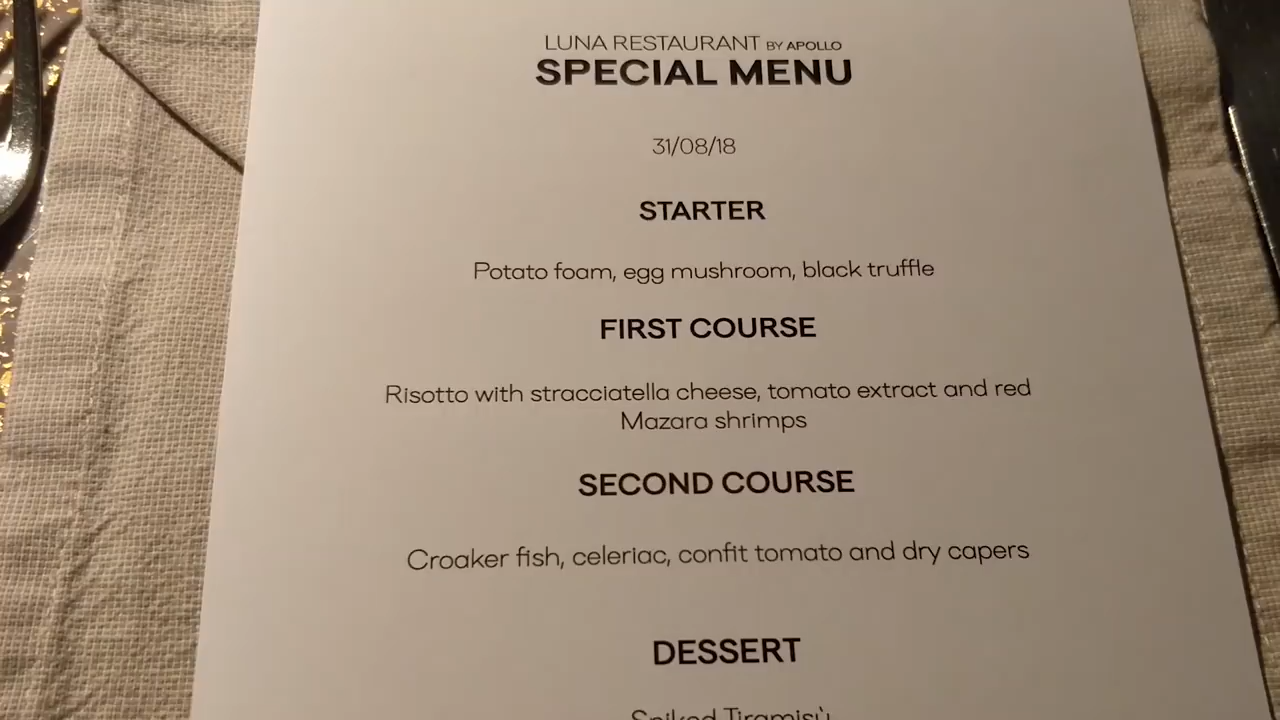 LUNA RESTAURANT BY APOLLO
SPECIAL MENU
31/08/18
STARTER
Potato foam, egg mushroom, black truffle
FIRST COURSE
Risotto with stracciatella cheese, tomato extract and red
Mazara shrimps
SECOND COURSE
Croaker fish, celeriac, confit tomato and dry capers
DESSERT
Spiked Tiramisù